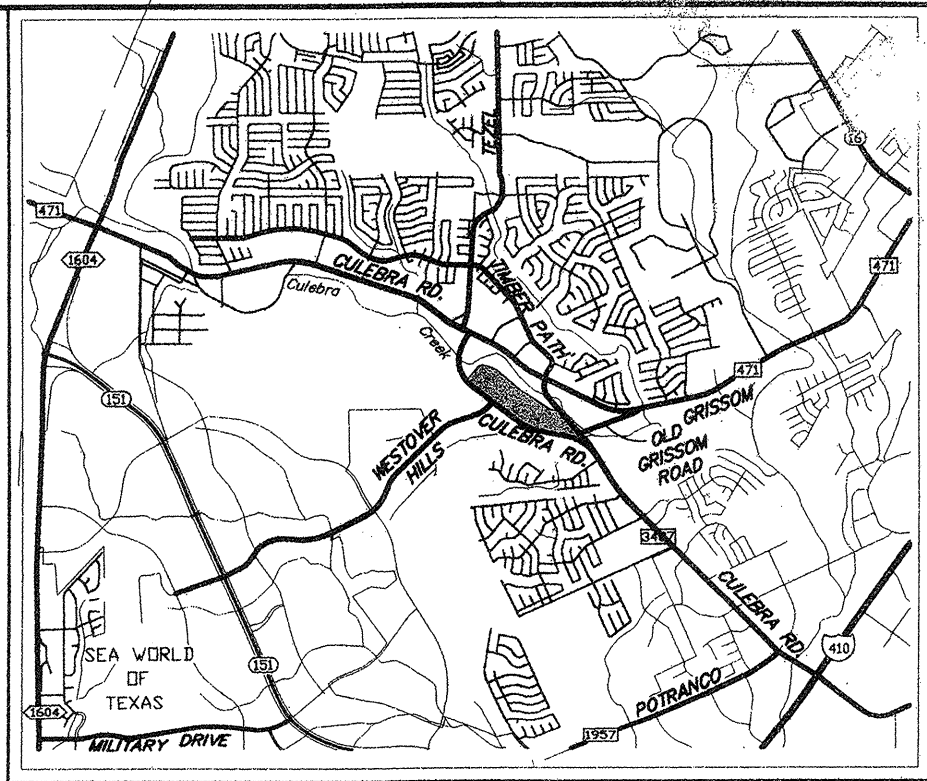 TEZEL
16
471
1604
CULEBRA RD.
Culebra
TIMBER PATH
471
Creek
471
151
OLD GRISSOM
GRISSOM
ROAD
WESTOVER
HILLS
CULEBRA RD.
3487
CULEBRA RD.
410
SEA WORLD
OF
TEXAS
151
POTRANCO
1604
MILITARY DRIVE
1957